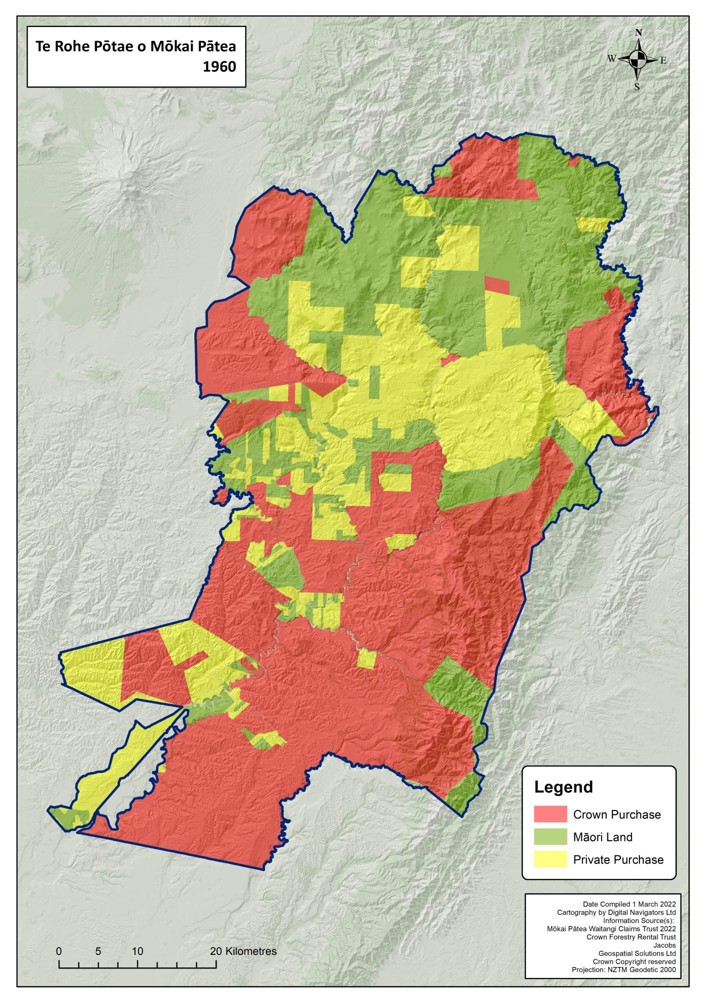 Te Rohe Pōtae o Mōkai Pātea
1960
N
W
E
S
Legend
Crown Purchase
Māori Land
Private Purchase
Date Compiled 1 March 2022
Cartography by Digital Navigators Ltd
Information Source(s):
Mōkai Pātea Waitangi Claims Trust 2022
Crown Forestry Rental Trust
Jacobs
Geospatial Solutions Ltd
Crown Copyright reserved
Projection: NZTM Geodetic 2000
0 5 10 20 Kilometres